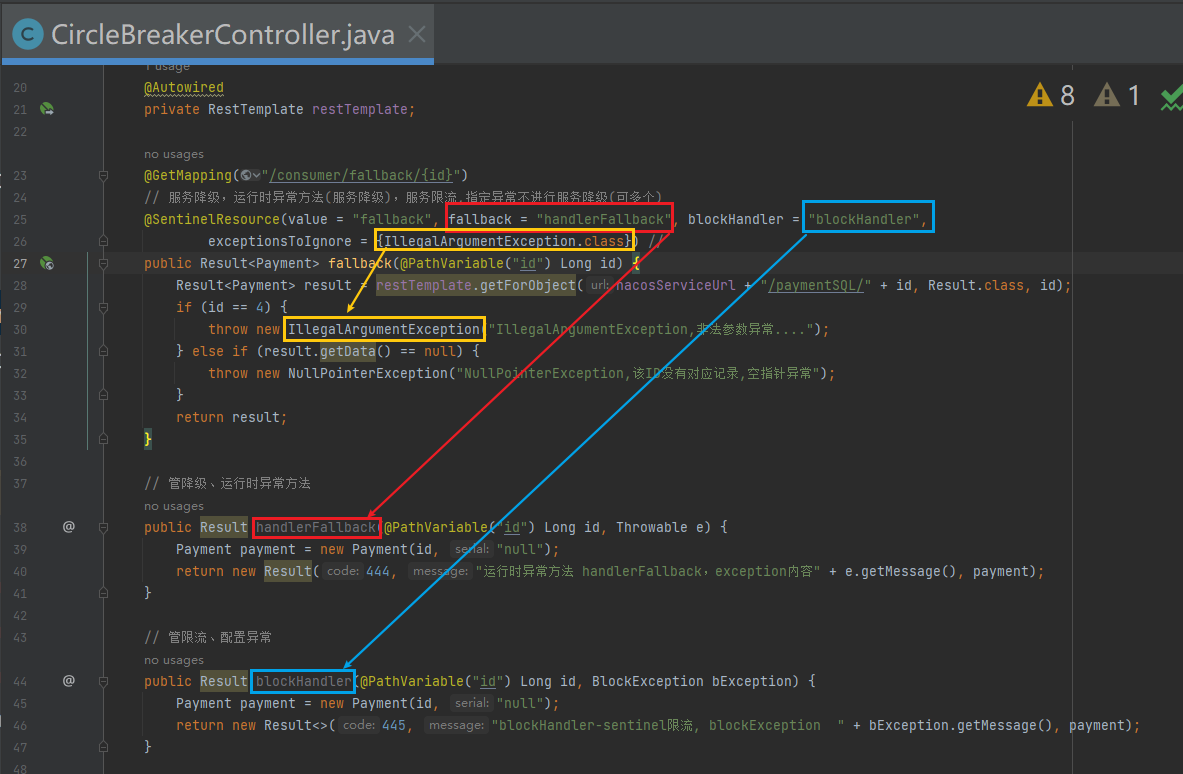 CircleBreakerController.java
1 usage
20 @Autowired
21 private RestTemplate restTemplate;
8 1
22
no usages
23 @GetMapping("/consumer/fallback/{id}")
24 // 服务降级，运行时异常方法(服务降级)，服务限流,指定异常不进行服务降级(可多个)
25 @SentinelResource(value = "fallback", fallback = "handlerFallback", blockHandler = "blockHandler",
26 exceptionsToIgnore = {IllegalArgumentException.class}) //
27 public Result<Payment> fallback(@PathVariable("id") Long id) {
28 Result<Payment> result = restTemplate.getForObject( url: nacosServiceUrl + "/paymentSQL/" + id, Result.class, id);
29 if (id == 4) {
30 throw new IllegalArgumentException("IllegalArgumentException,非法参数异常....");
31 } else if (result.getData() == null) {
32 throw new NullPointerException("NullPointerException,该ID没有对应记录,空指针异常");
33 }
34 return result;
35 }
36
37 // 管降级、运行时异常方法
no usages
38 @ public Result handlerFallback(@PathVariable("id") Long id, Throwable e) {
39 Payment payment = new Payment(id, serial: "null");
40 return new Result( code: 444, message: "运行时异常方法 handlerFallback，exception内容" + e.getMessage(), payment);
41 }
42
43 // 管限流、配置异常
no usages
44 @ public Result blockHandler(@PathVariable("id") Long id, BlockException bException) {
45 Payment payment = new Payment(id, serial: "null");
46 return new Result<>( code: 445, message: "blockHandler-sentinel限流, blockException  " + bException.getMessage(), payment);
47 }
48